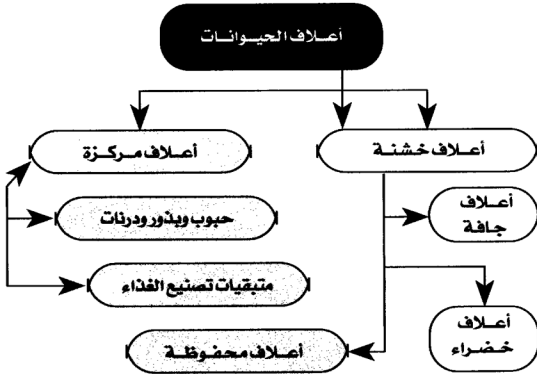 أعلاف الحيوانات
أعلاف خشنة
أعلاف مركزة
أعلاف
جافة
حبوب وبذور ودرنات
متبقيات تصنيع الغذاء
أعلاف
خضراء
أعلاف محفوظة